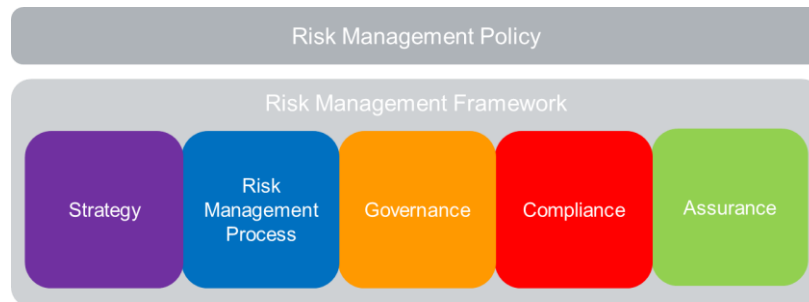 Risk Management Policy
Risk Management Framework
Strategy
Risk
Management
Process
Governance
Compliance
Assurance